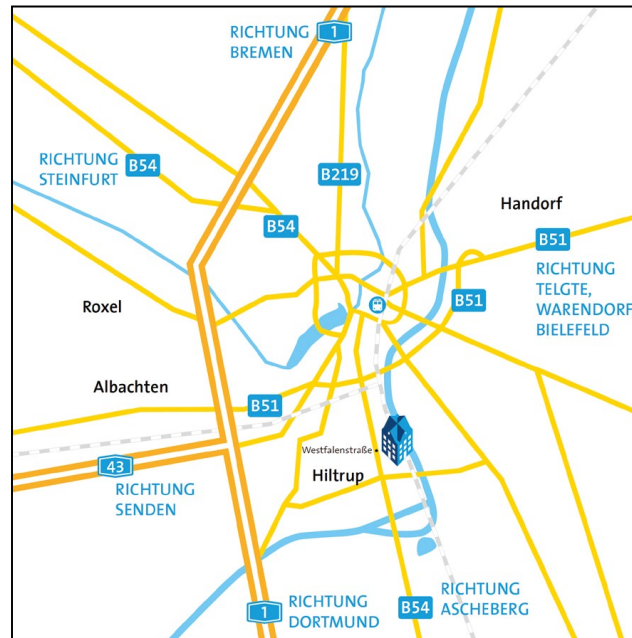 RICHTUNG
BREMEN
1
RICHTUNG
STEINFURT
B54
B219
B54
Handorf
B51
RICHTUNG
TELGTE,
WARENDORF
BIELEFELD
B51
Roxel
Albachten
B51
Westfalenstraße
Hiltrup
43
RICHTUNG
SENDEN
1
RICHTUNG
DORTMUND
B54
RICHTUNG
ASCHEBERG